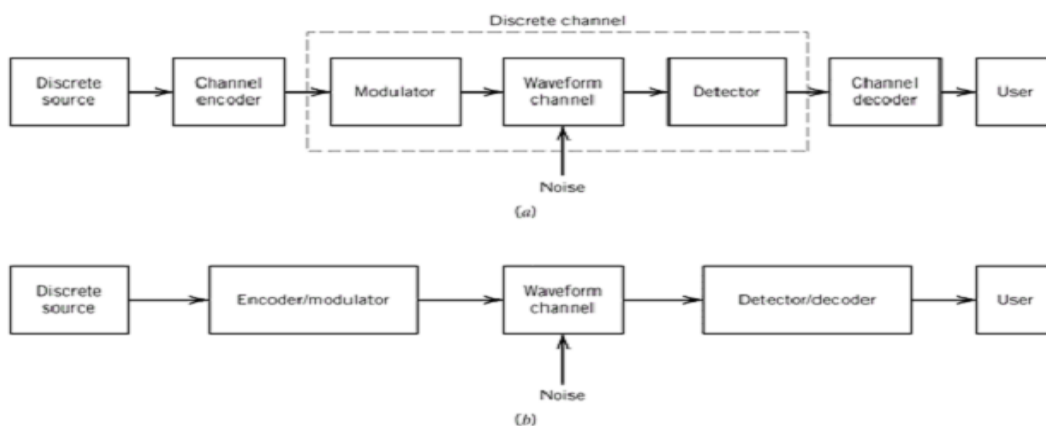 Discrete channel
Discrete source
Channel encoder
Modulator
Waveform channel
Detector
Channel decoder
User
Noise
(a)
Discrete source
Encoder/modulator
Waveform channel
Detector/decoder
User
Noise
(b)